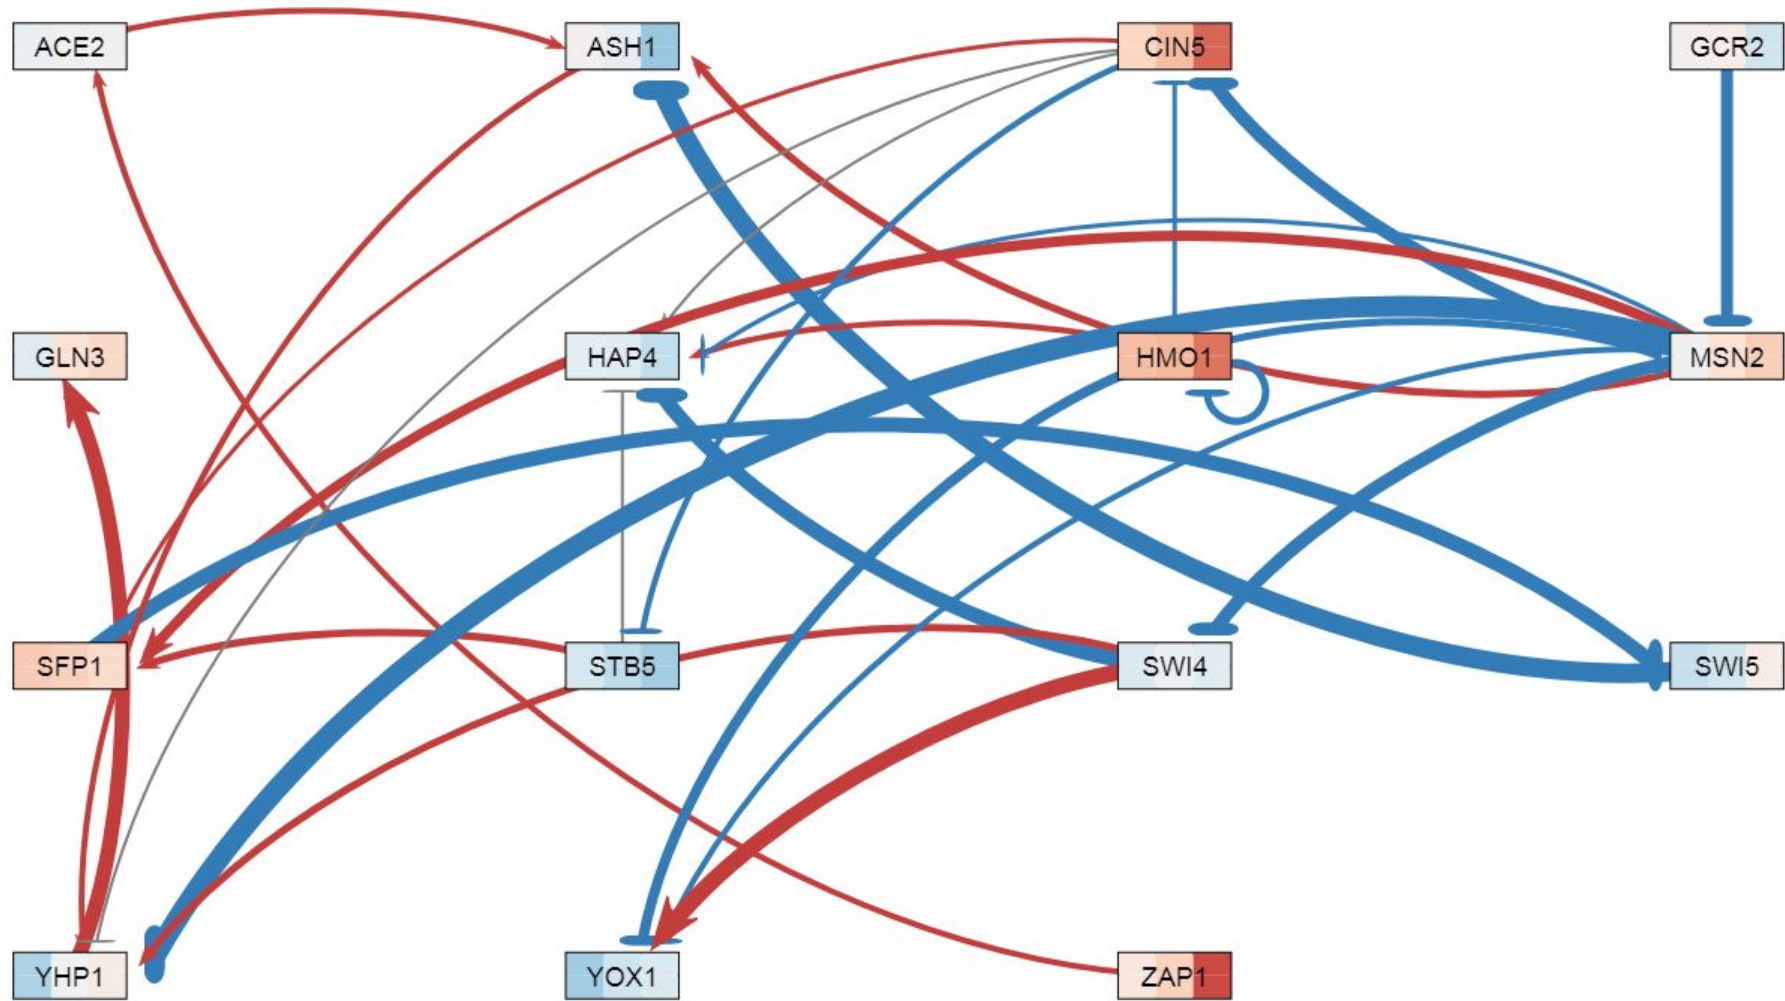 ACE2 ASH1 CIN5 GCR2
GLN3 HAP4 HMO1 MSN2
SFP1 STB5 SWI4 SWI5
YHP1 YOX1 ZAP1